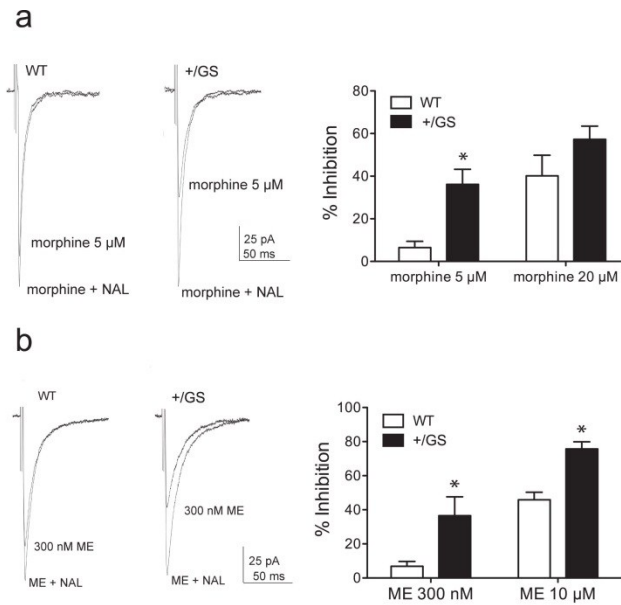 a
WT
+/GS
morphine 5 µM
morphine + NAL
morphine 5 µM
morphine + NAL
25 pA
50 ms
% Inhibition
80
60
40
20
0
WT
+/GS
*
morphine 5 µM
morphine 20 µM
b
WT
+/GS
300 nM ME
ME + NAL
300 nM ME
ME + NAL
25 pA
50 ms
% Inhibition
100
80
60
40
20
0
WT
+/GS
*
*
ME 300 nM
ME 10 µM